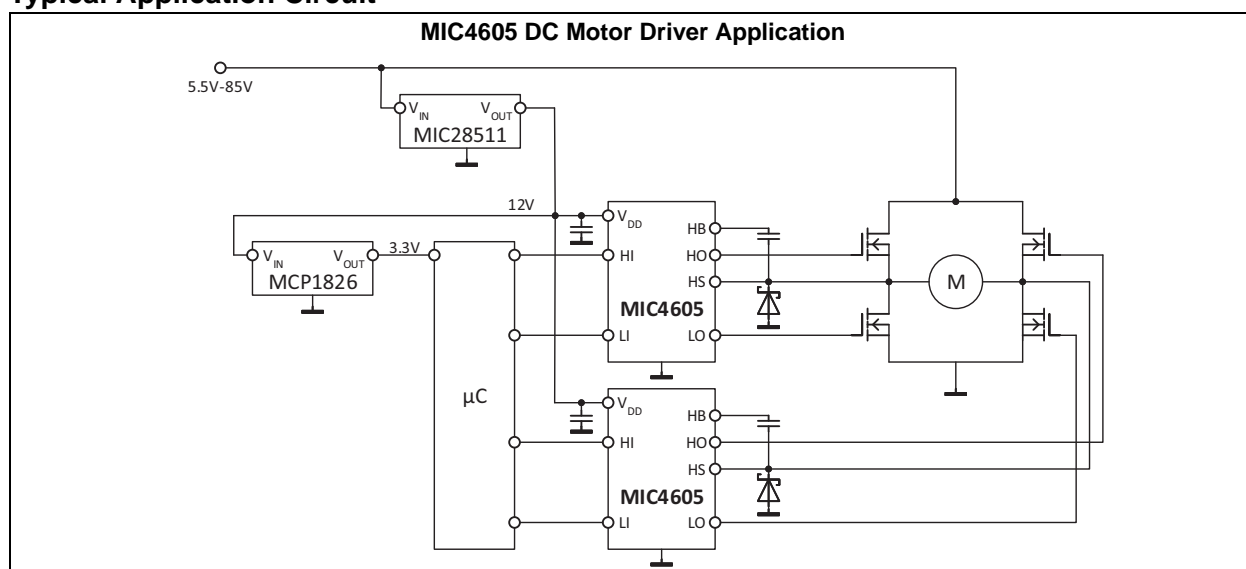 Typical Application Circuit
MIC4605 DC Motor Driver Application
5.5V-85V
VIN VOUT
MIC28511
12V
VIN VOUT
MCP1826
3.3V
µC
VDD
HI
LI
HB
HO
HS
LO
MIC4605
M
VDD
HI
LI
HB
HO
HS
LO
MIC4605